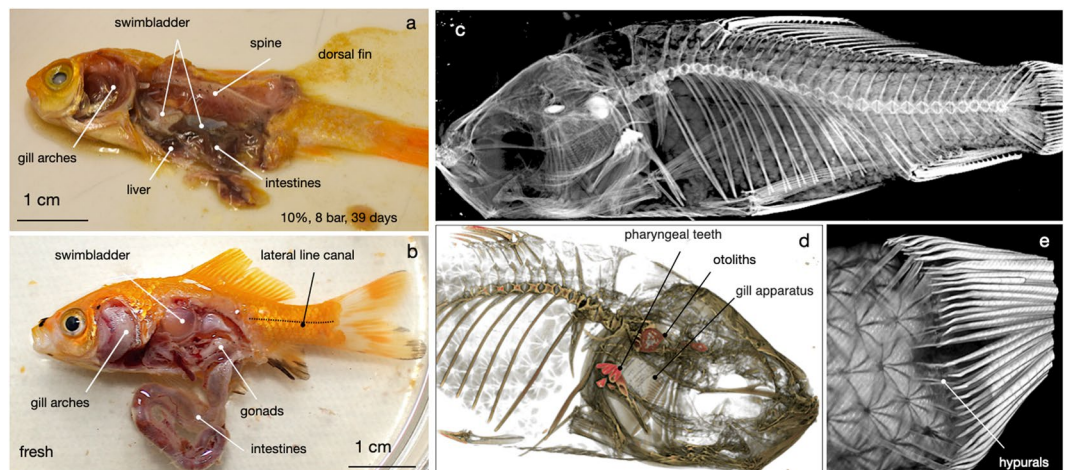 a
swimbladder
spine
dorsal fin
gill arches
liver
intestines
1 cm
10%, 8 bar, 39 days
b
swimbladder
lateral line canal
gill arches
gonads
intestines
fresh
1 cm
c
d
pharyngeal teeth
otoliths
gill apparatus
e
hypurals